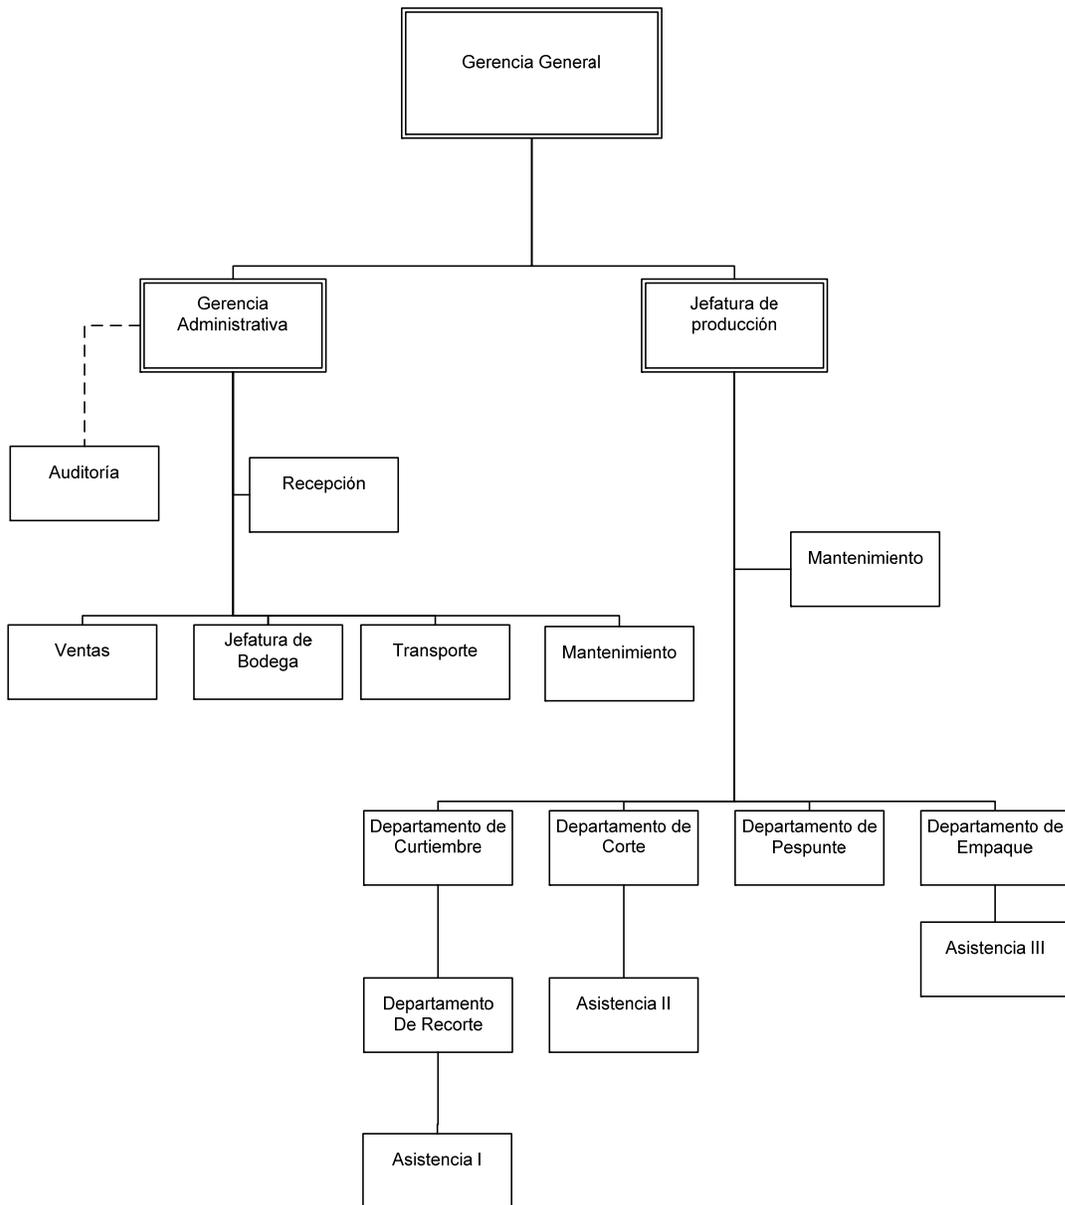 Gerencia General
Gerencia
Administrativa
Jefatura de
producción
Auditoría
Recepción
Mantenimiento
Ventas
Jefatura de
Bodega
Transporte
Mantenimiento
Departamento de
Curtiembre
Departamento de
Corte
Departamento de
Pespunte
Departamento de
Empaque
Asistencia III
Departamento
De Recorte
Asistencia II
Asistencia I